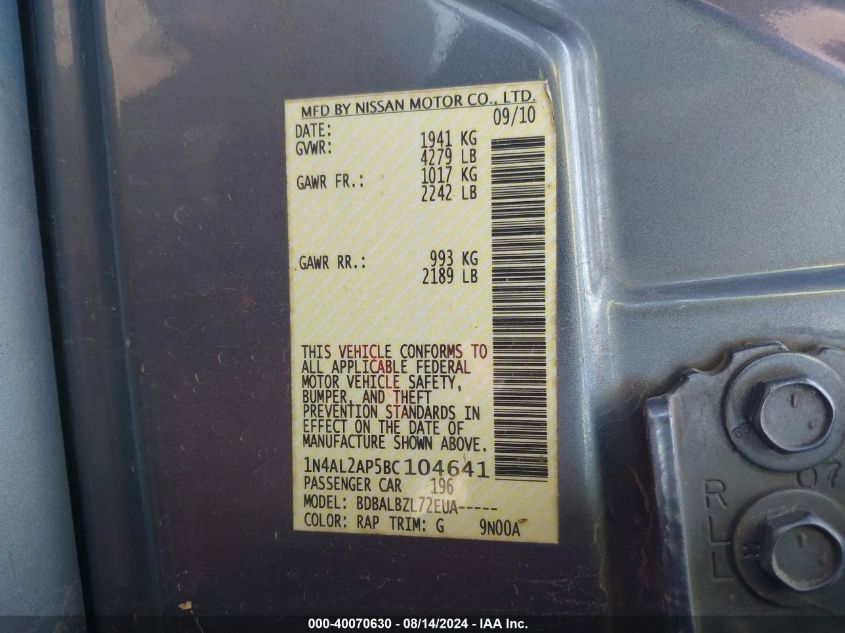 MFD BY NISSAN MOTOR CO., LTD.
DATE: 09/10
GVWR: 1941 KG
4279 LB
GAWR FR.: 1017 KG
2242 LB
GAWR RR.: 993 KG
2189 LB
THIS VEHICLE CONFORMS TO
ALL APPLICABLE FEDERAL
MOTOR VEHICLE SAFETY,
BUMPER, AND THEFT
PREVENTION STANDARDS IN
EFFECT ON THE DATE OF
MANUFACTURE SHOWN ABOVE.
1N4AL2AP5BC104641
PASSENGER CAR 196
MODEL: BDBALBZL72EUA-----
COLOR: RAP TRIM: G 9N00A
07
RLL
000-40070630 - 08/14/2024 - IAA Inc.